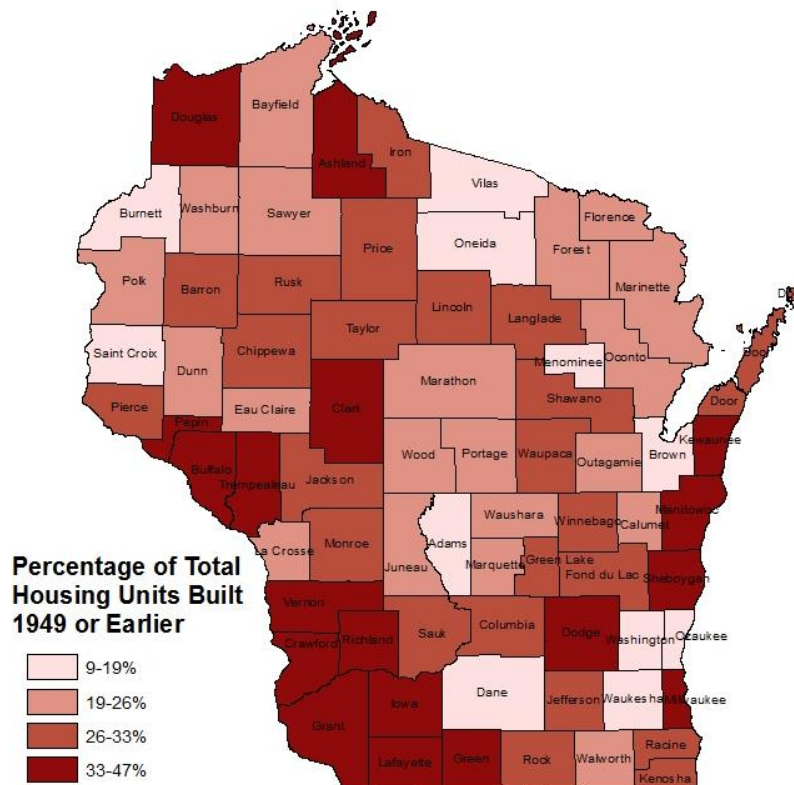 Douglas
Bayfield
Ashland
Iron
Vilas
Burnett
Washburn
Sawyer
Price
Oneida
Forest
Florence
Marinette
Polk
Barron
Rusk
Lincoln
Langlade
Taylor
Chippewa
Saint Croix
Dunn
Menominee
Oconto
Door
Marathon
Clark
Shawano
Pierce
Eau Claire
Door
Pepin
Kewaunee
Buffalo
Trempealeau
Jackson
Wood
Portage
Waupaca
Outagamie
Brown
Manitowoc
Waushara
Winnebago
Calumet
La Crosse
Monroe
Adams
Juneau
Marquette
Green Lake
Fond du Lac
Sheboygan
Vernon
Crawford
Richland
Sauk
Columbia
Dodge
Washington
Ozaukee
Dane
Jefferson
Waukesha
Milwaukee
Iowa
Grant
Lafayette
Green
Rock
Walworth
Racine
Kenosha
Percentage of Total
Housing Units Built
1949 or Earlier
9-19%
19-26%
26-33%
33-47%